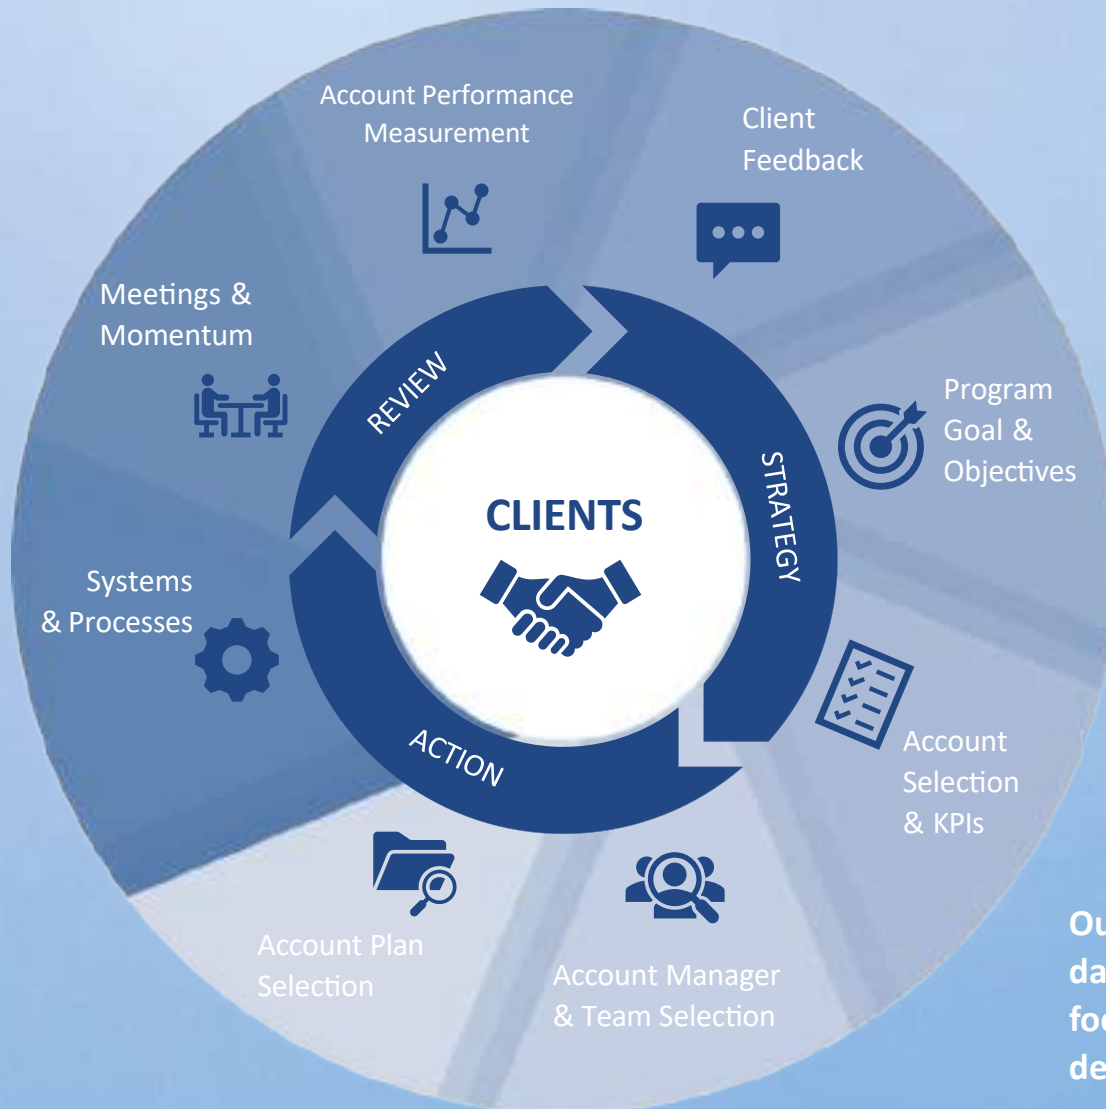 Account Performance
Measurement
Client
Feedback
Meetings &
Momentum
REVIEW
Program
Goal &
Objectives
STRATEGY
CLIENTS
Systems
& Processes
ACTION
Account
Selection
& KPIs
Account Plan
Selection
Account Manager
& Team Selection